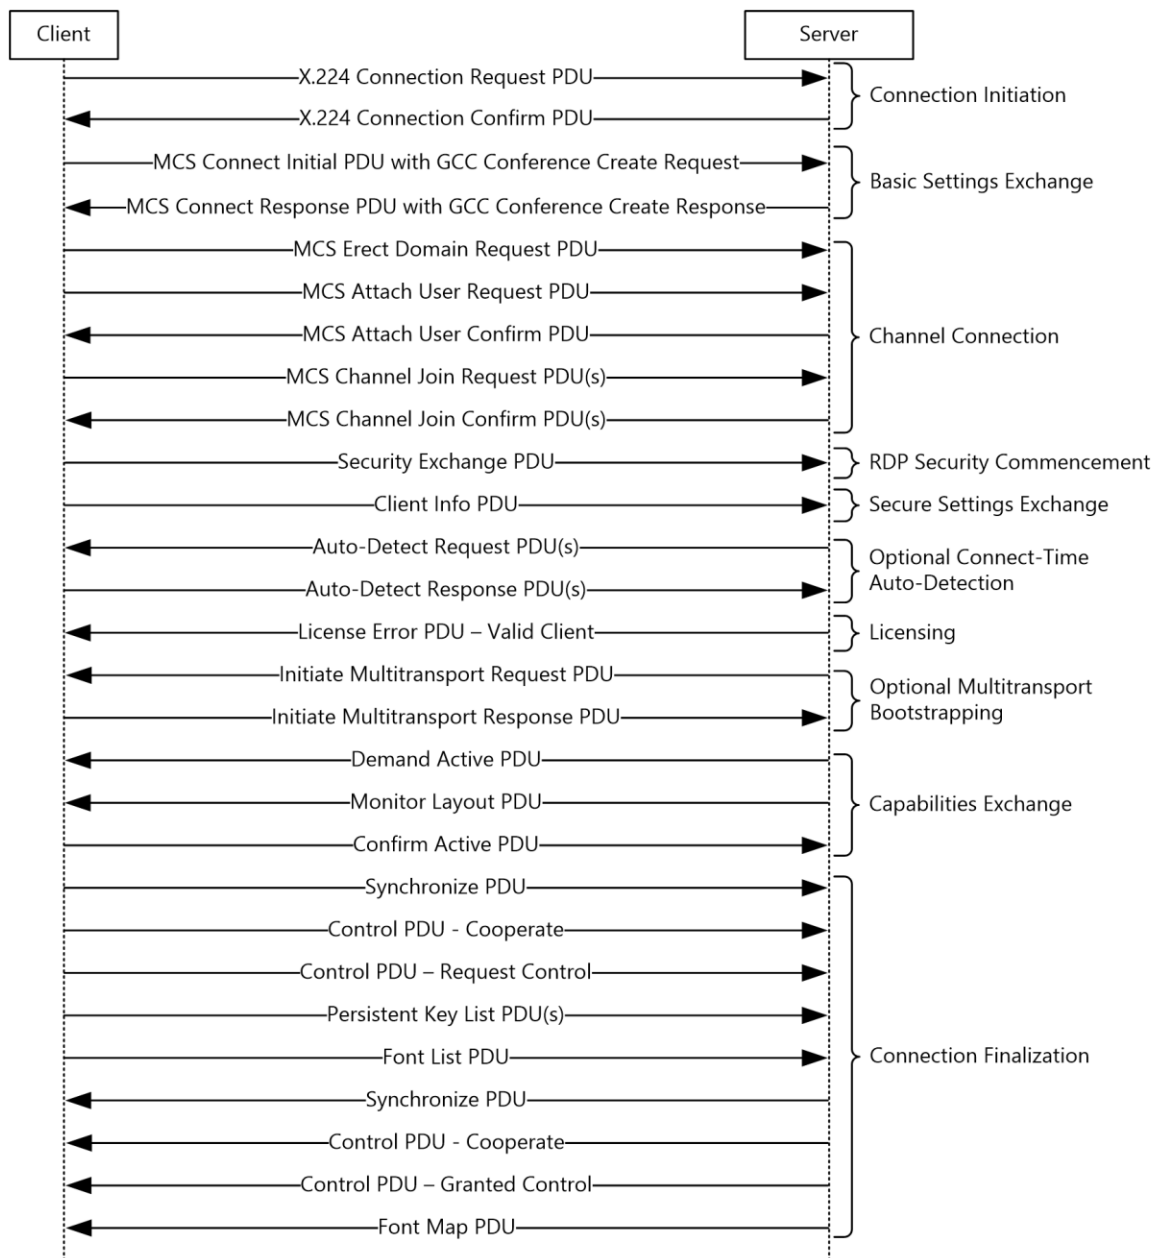 Client
Server
X.224 Connection Request PDU
X.224 Connection Confirm PDU
Connection Initiation
MCS Connect Initial PDU with GCC Conference Create Request
MCS Connect Response PDU with GCC Conference Create Response
Basic Settings Exchange
MCS Erect Domain Request PDU
MCS Attach User Request PDU
MCS Attach User Confirm PDU
MCS Channel Join Request PDU(s)
MCS Channel Join Confirm PDU(s)
Channel Connection
Security Exchange PDU
RDP Security Commencement
Client Info PDU
Secure Settings Exchange
Auto-Detect Request PDU(s)
Auto-Detect Response PDU(s)
Optional Connect-Time
Auto-Detection
License Error PDU – Valid Client
Licensing
Initiate Multitransport Request PDU
Initiate Multitransport Response PDU
Optional Multitransport
Bootstrapping
Demand Active PDU
Monitor Layout PDU
Confirm Active PDU
Capabilities Exchange
Synchronize PDU
Control PDU - Cooperate
Control PDU – Request Control
Persistent Key List PDU(s)
Font List PDU
Synchronize PDU
Control PDU - Cooperate
Control PDU – Granted Control
Font Map PDU
Connection Finalization